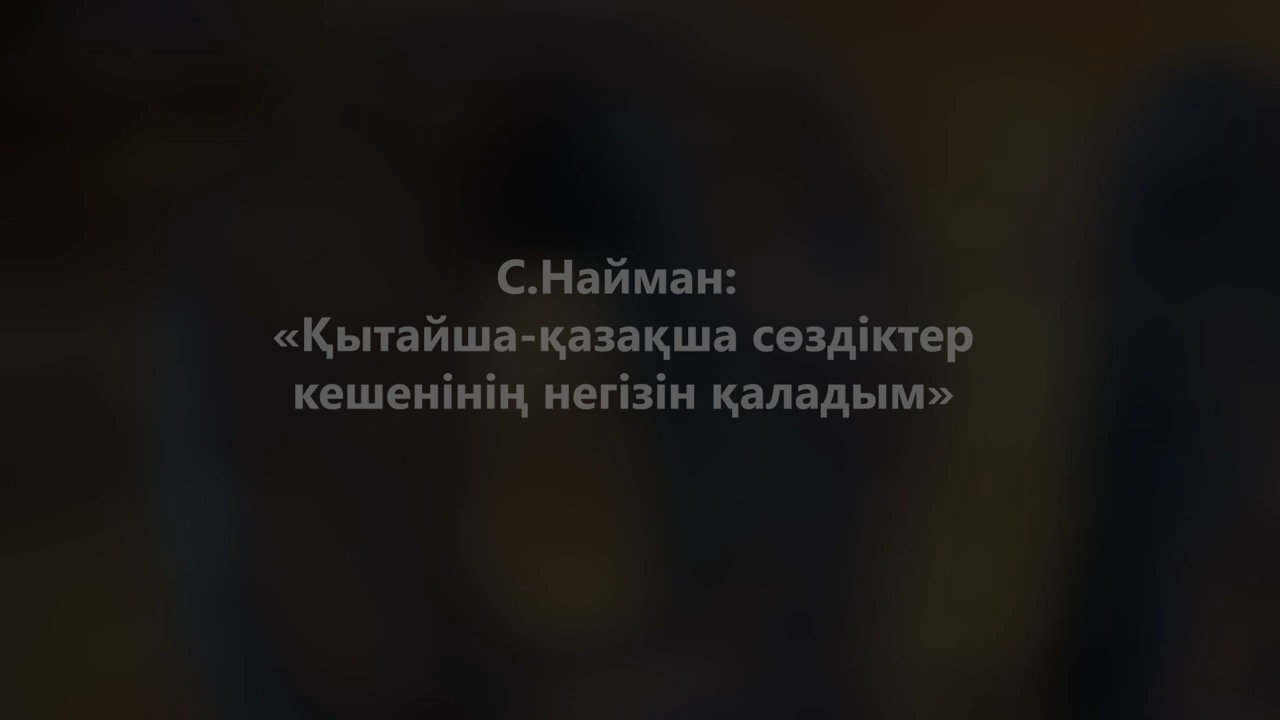 С.Найман:
«Қытайша-қазақша сөздіктер
кешенінің негізін қаладым»